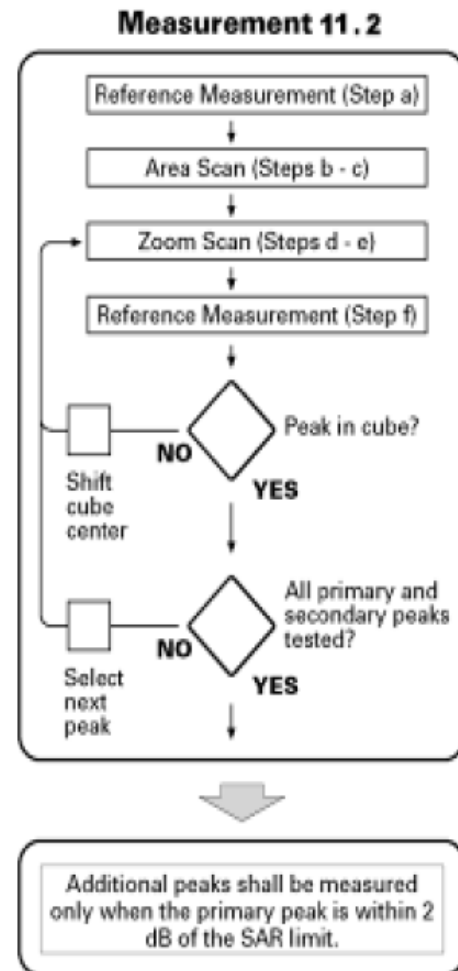 Measurement 11.2
Reference Measurement (Step a)
Area Scan (Steps b - c)
Zoom Scan (Steps d - e)
Reference Measurement (Step f)
Peak in cube?
NO
Shift
cube
center
YES
All primary and
secondary peaks
tested?
NO
Select
next
peak
YES
Additional peaks shall be measured
only when the primary peak is within 2
dB of the SAR limit.